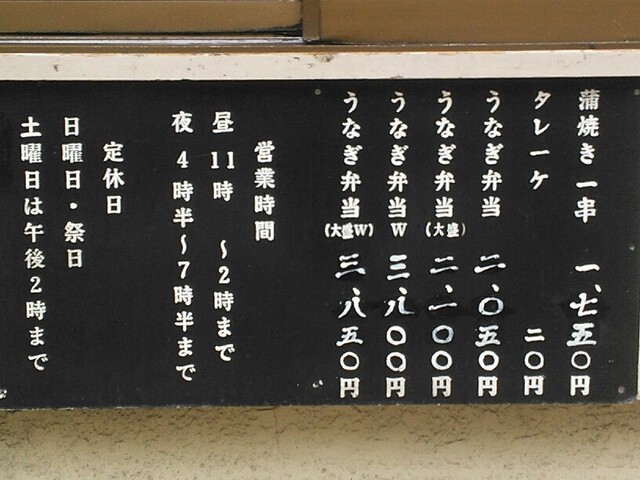 蒲焼き一串 一、七五〇円
タレ一ケ 二〇円
うなぎ弁当 二、〇五〇円
うなぎ弁当(大盛) 二、一〇〇円
うなぎ弁当W 三、八〇〇円
うなぎ弁当(大盛W) 三、八五〇円
営業時間
昼 11時 〜2時まで
夜 4時半〜7時半まで
定休日
日曜日・祭日
土曜日は午後2時まで